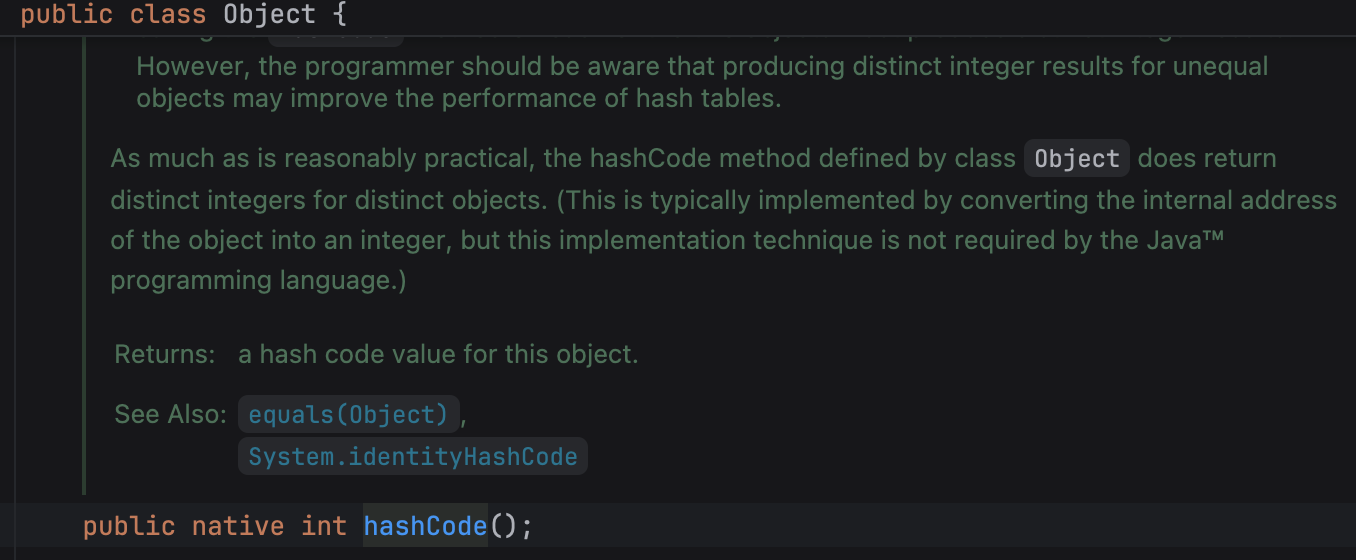 public class Object {
However, the programmer should be aware that producing distinct integer results for unequal
objects may improve the performance of hash tables.
As much as is reasonably practical, the hashCode method defined by class Object does return
distinct integers for distinct objects. (This is typically implemented by converting the internal address
of the object into an integer, but this implementation technique is not required by the Java™
programming language.)
Returns: a hash code value for this object.
See Also: equals(Object),
System.identityHashCode
public native int hashCode();